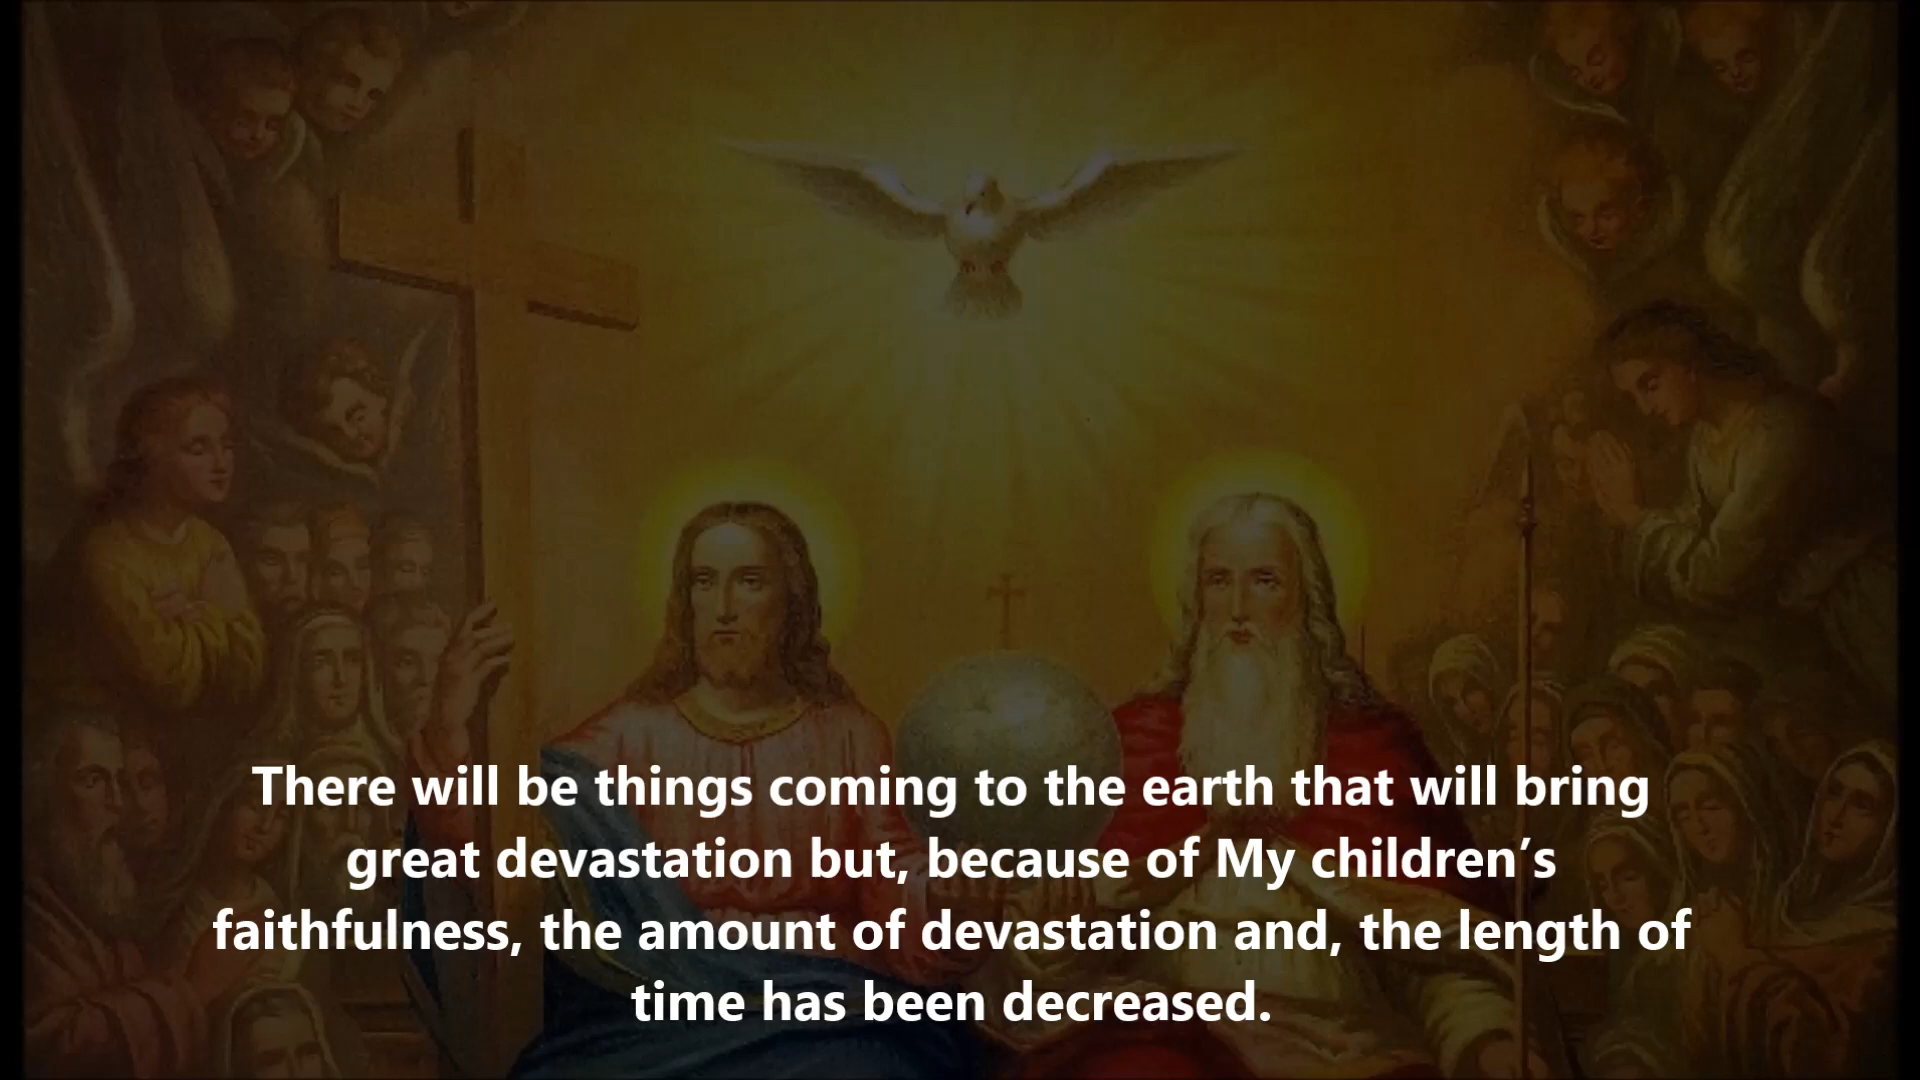 There will be things coming to the earth that will bring
great devastation but, because of My children’s
faithfulness, the amount of devastation and, the length of
time has been decreased.